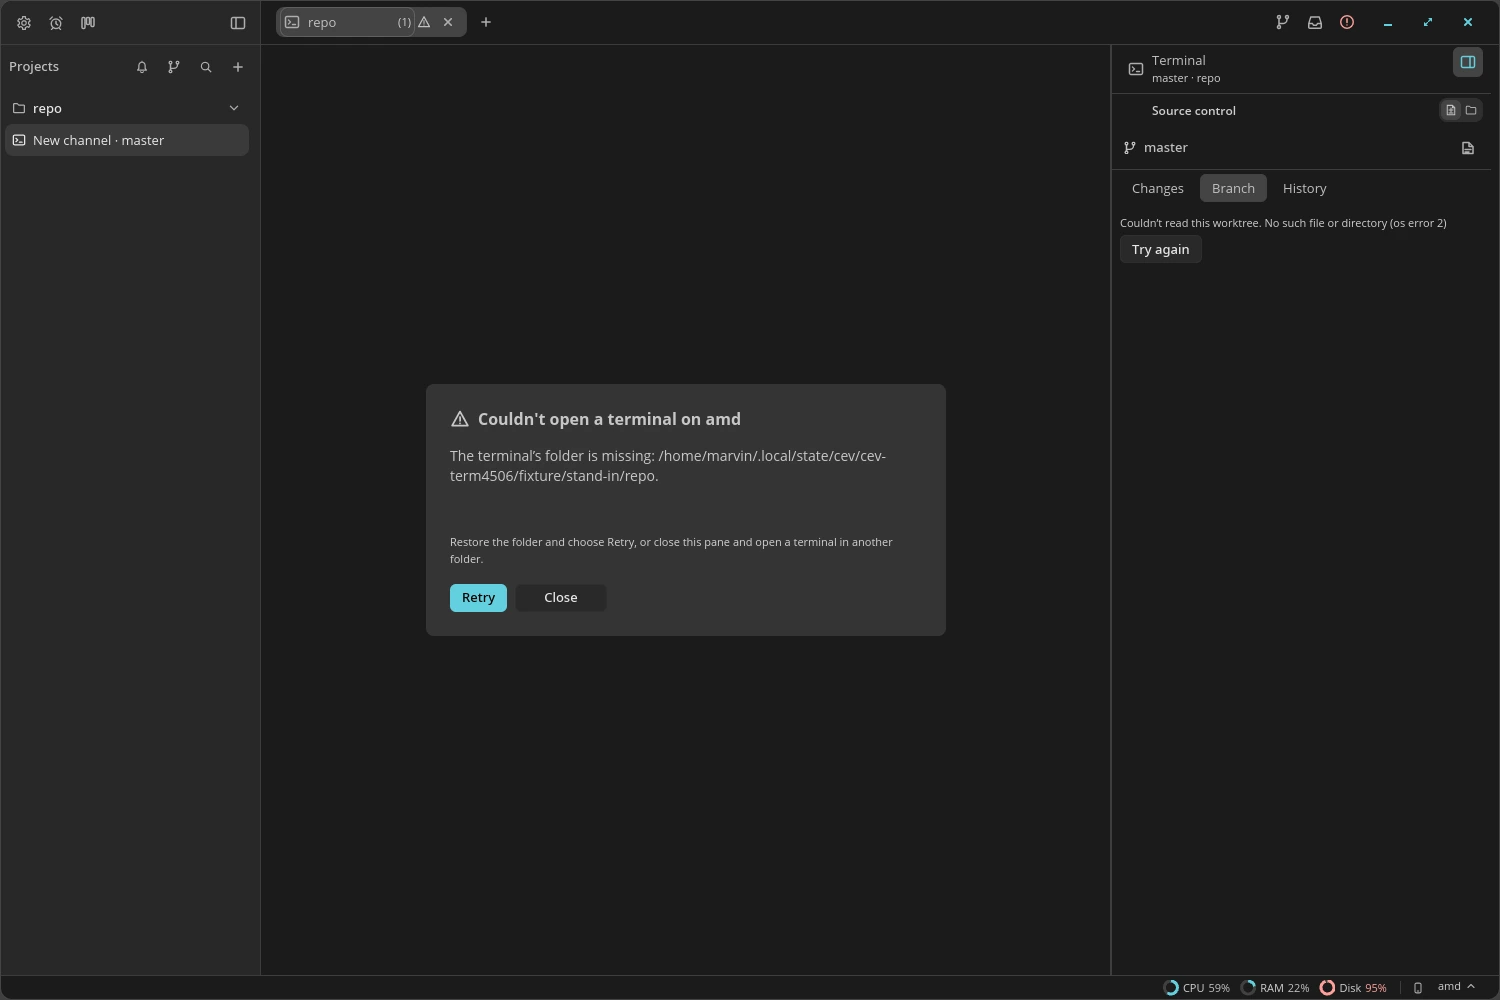 repo (1)
Projects
repo
New channel · master
Terminal
master · repo
Source control
master
Changes Branch History
Couldn't read this worktree. No such file or directory (os error 2)
Try again
Couldn't open a terminal on amd
The terminal's folder is missing: /home/marvin/.local/state/cev/cev-
term4506/fixture/stand-in/repo.
Restore the folder and choose Retry, or close this pane and open a terminal in another
folder.
Retry Close
CPU 59% RAM 22% Disk 95% amd